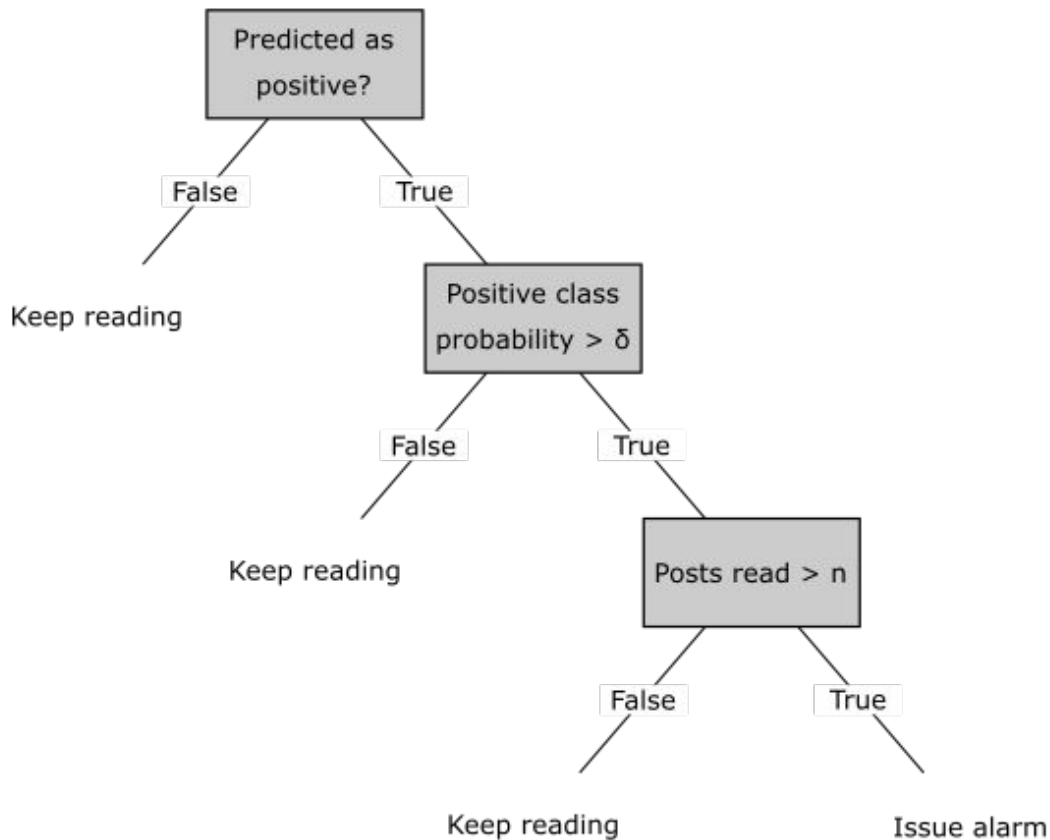 Predicted as
positive?
False
True
Keep reading
Positive class
probability > δ
False
True
Keep reading
Posts read > n
False
True
Keep reading
Issue alarm